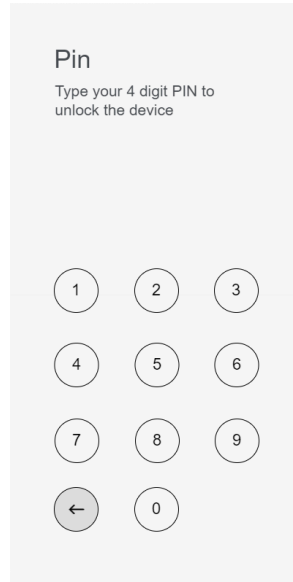 Pin
Type your 4 digit PIN to
unlock the device
1 2 3
4 5 6
7 8 9
← 0